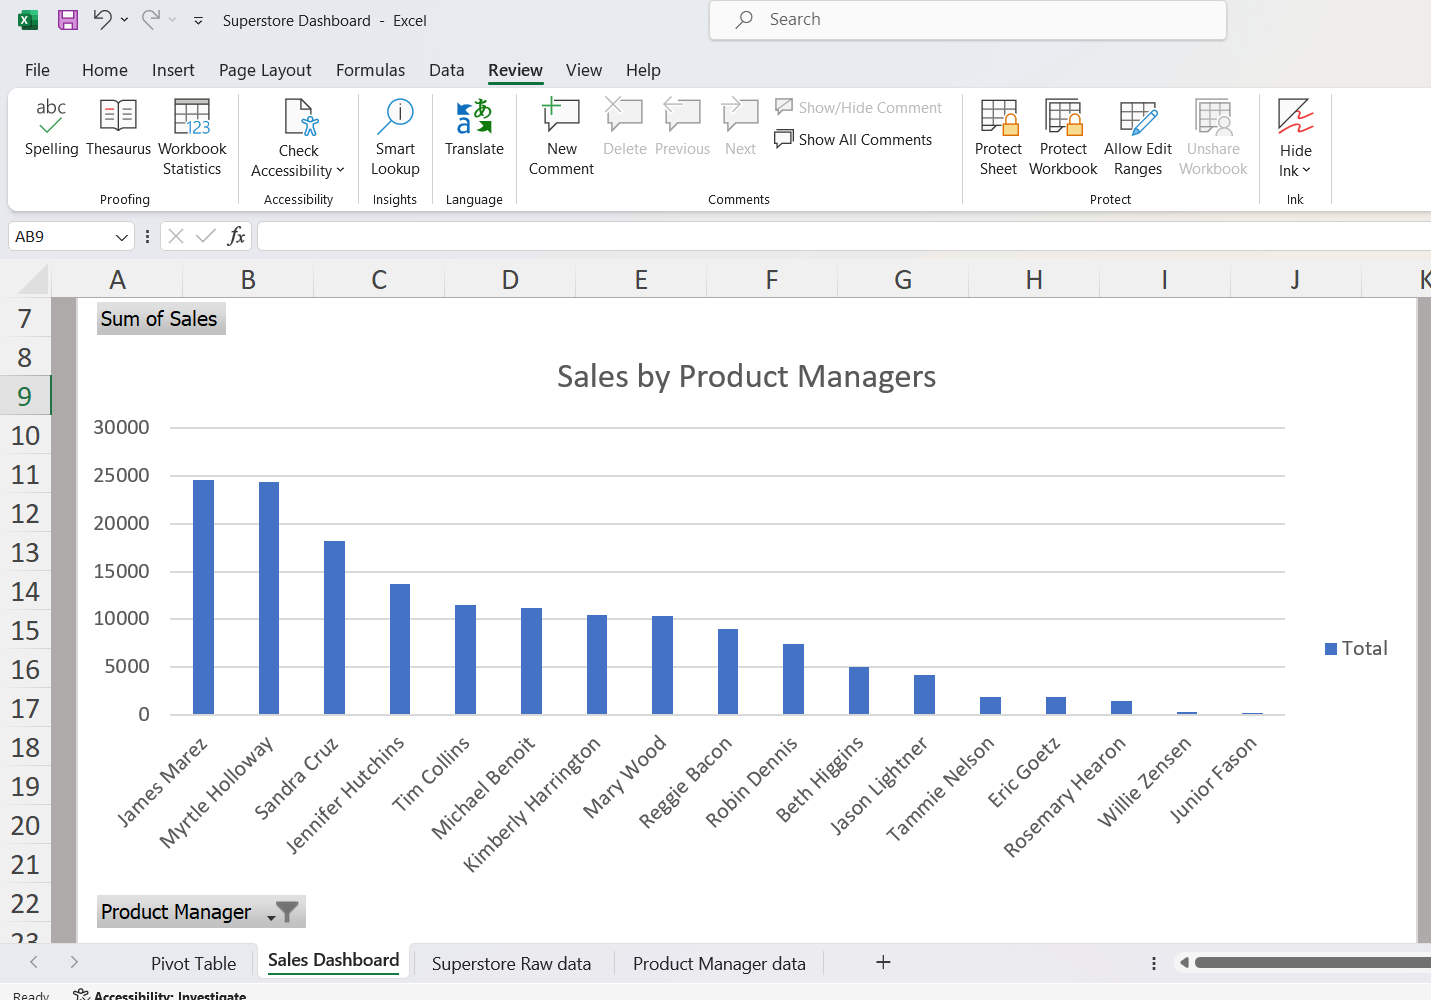 Superstore Dashboard - Excel
Search
File Home Insert Page Layout Formulas Data Review View Help
abc
Spelling
Thesaurus
123
Workbook Statistics
Proofing
Check Accessibility
Accessibility
Smart Lookup
Insights
あ
a
Translate
Language
New Comment
Delete
Previous
Next
Show/Hide Comment
Show All Comments
Comments
Protect Sheet
Protect Workbook
Allow Edit Ranges
Unshare Workbook
Protect
Hide Ink
Ink
AB9
fx
A B C D E F G H I J K
7
8
9
10
11
12
13
14
15
16
17
18
19
20
21
22
23
Sum of Sales
Sales by Product Managers
30000
25000
20000
15000
10000
5000
0
Total
James Marez
Myrtle Holloway
Sandra Cruz
Jennifer Hutchins
Tim Collins
Michael Benoit
Kimberly Harrington
Mary Wood
Reggie Bacon
Robin Dennis
Beth Higgins
Jason Lightner
Tammie Nelson
Eric Goetz
Rosemary Hearon
Willie Zensen
Junior Fason
Product Manager
Pivot Table Sales Dashboard Superstore Raw data Product Manager data
Ready Accessibility: Investigate